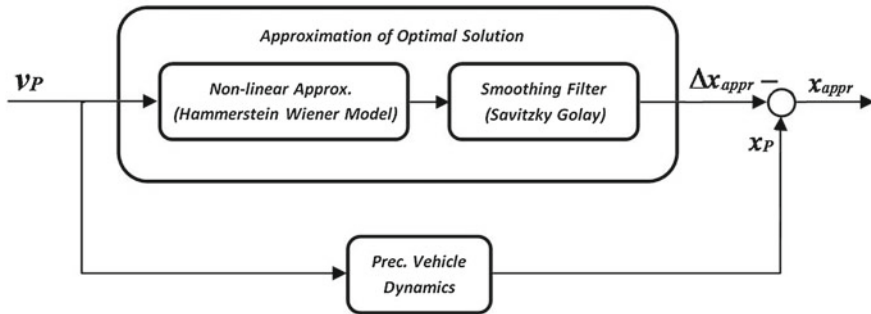 Approximation of Optimal Solution
v_P
Non-linear Approx.
(Hammerstein Wiener Model)
Smoothing Filter
(Savitzky Golay)
Δx_appr −
x_appr
x_P
Prec. Vehicle
Dynamics